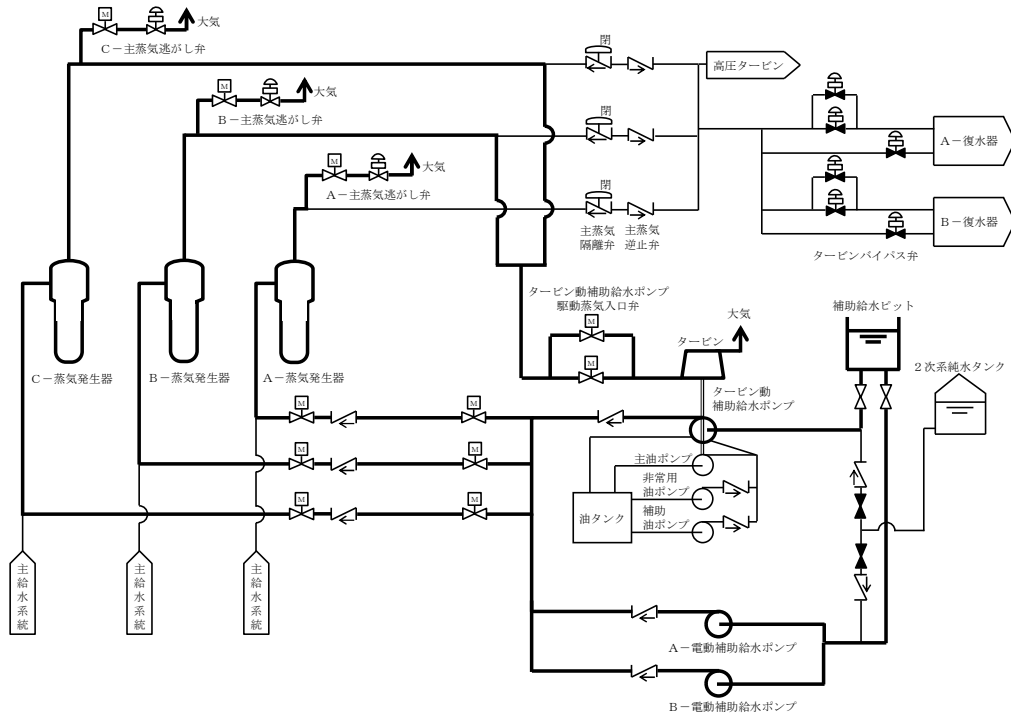 M
大気
C－主蒸気逃がし弁
M
大気
B－主蒸気逃がし弁
M
大気
A－主蒸気逃がし弁
閉
閉
閉
主蒸気
隔離弁
主蒸気
逆止弁
高圧タービン
A－復水器
B－復水器
タービンバイパス弁
C－蒸気発生器
B－蒸気発生器
A－蒸気発生器
タービン動補助給水ポンプ
駆動蒸気入口弁
M
M
タービン
大気
タービン動
補助給水ポンプ
補助給水ピット
２次系純水タンク
M
M
M
M
M
M
主油ポンプ
非常用
油ポンプ
補助
油ポンプ
油タンク
主給水系統
主給水系統
主給水系統
A－電動補助給水ポンプ
B－電動補助給水ポンプ